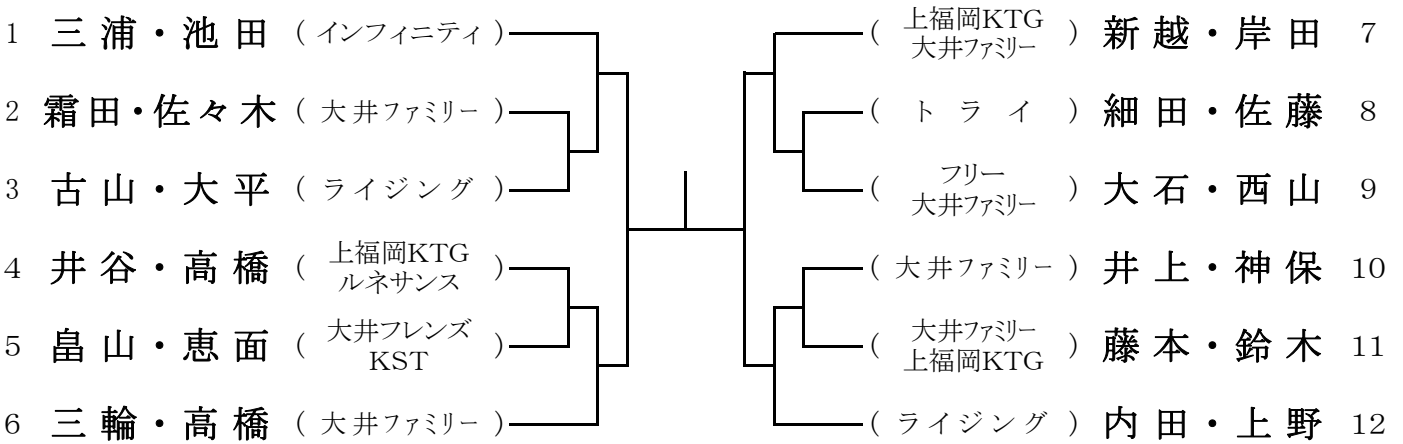 1 三浦・池田 (インフィニティ)
2 霜田・佐々木 (大井ファミリー)
3 古山・大平 (ライジング)
4 井谷・高橋 (上福岡KTG
ルネサンス)
5 畠山・恵面 (大井フレンズ
KST)
6 三輪・高橋 (大井ファミリー)
(上福岡KTG
大井ファミリー) 新越・岸田 7
(トライ) 細田・佐藤 8
(フリー
大井ファミリー) 大石・西山 9
(大井ファミリー) 井上・神保 10
(大井ファミリー
上福岡KTG) 藤本・鈴木 11
(ライジング) 内田・上野 12